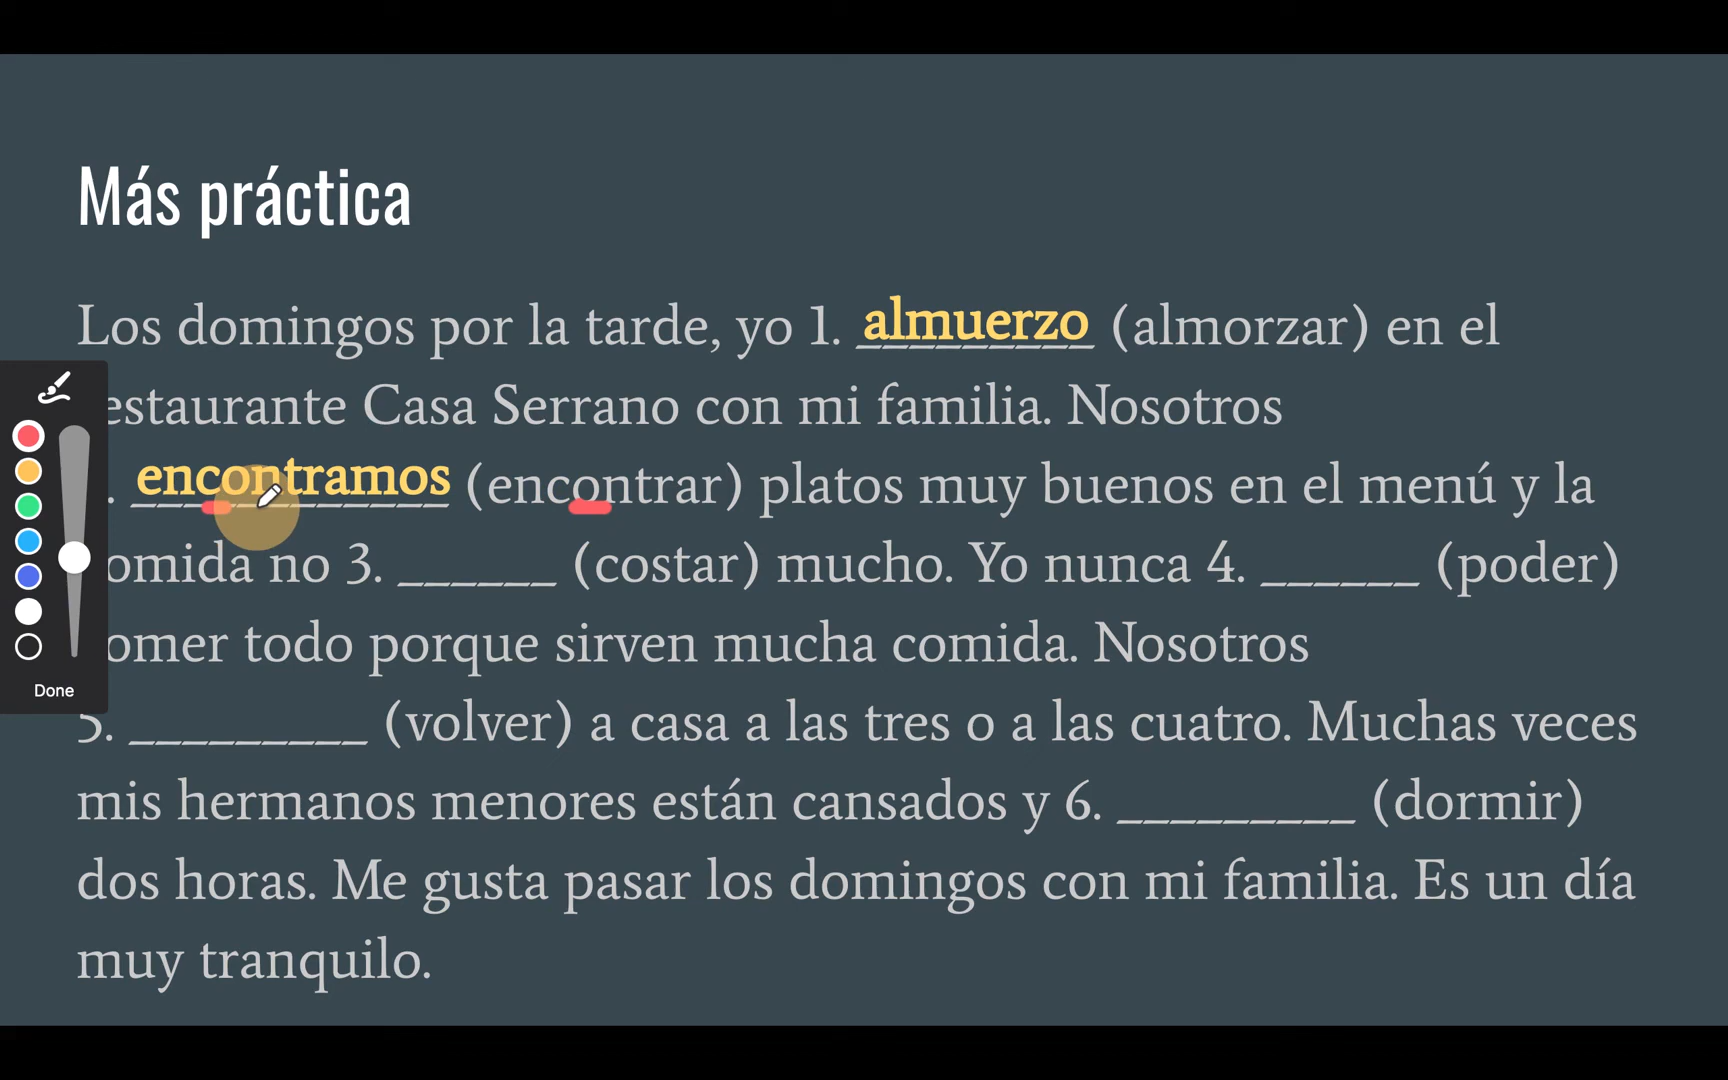 Más práctica
Los domingos por la tarde, yo 1. almuerzo (almorzar) en el
estaurante Casa Serrano con mi familia. Nosotros
. encontramos (encontrar) platos muy buenos en el menú y la
omida no 3. ______ (costar) mucho. Yo nunca 4. ______ (poder)
omer todo porque sirven mucha comida. Nosotros
Done
5. _________ (volver) a casa a las tres o a las cuatro. Muchas veces
mis hermanos menores están cansados y 6. _________ (dormir)
dos horas. Me gusta pasar los domingos con mi familia. Es un día
muy tranquilo.